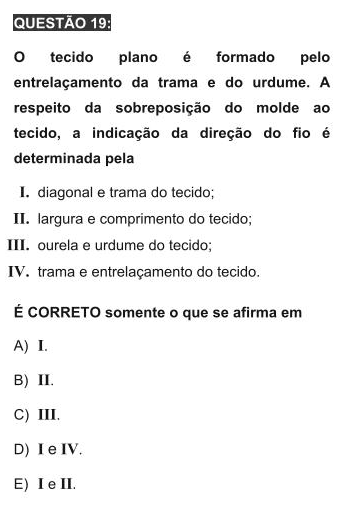 QUESTÃO 19:
O tecido plano é formado pelo
entrelaçamento da trama e do urdume. A
respeito da sobreposição do molde ao
tecido, a indicação da direção do fio é
determinada pela
I. diagonal e trama do tecido;
II. largura e comprimento do tecido;
III. ourela e urdume do tecido;
IV. trama e entrelaçamento do tecido.
É CORRETO somente o que se afirma em
A) I.
B) II.
C) III.
D) I e IV.
E) I e II.